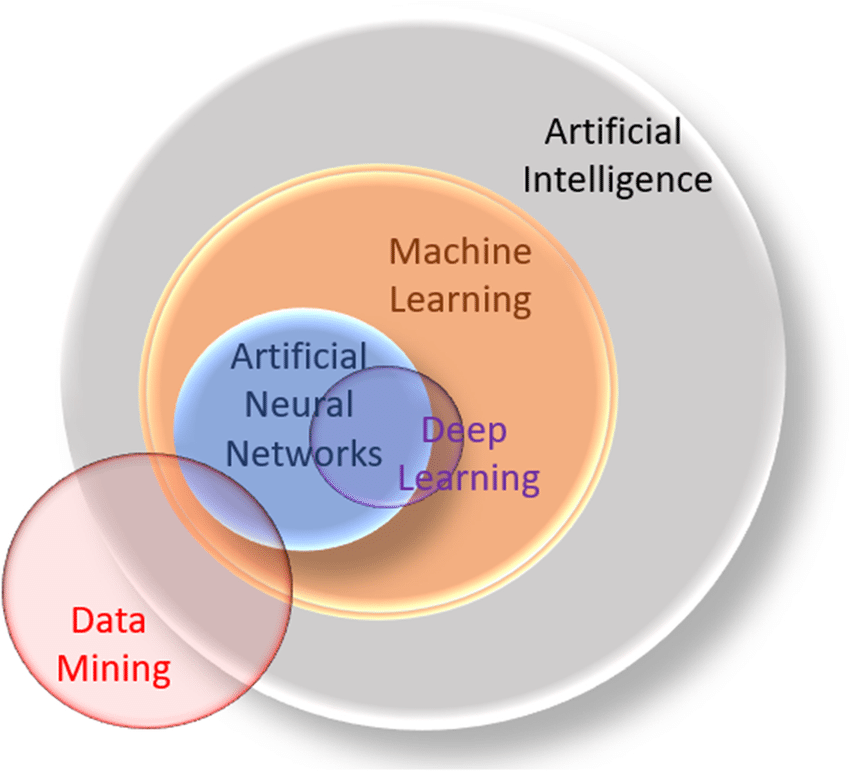 Artificial
Intelligence
Machine
Learning
Artificial
Neural
Networks
Deep
Learning
Data
Mining